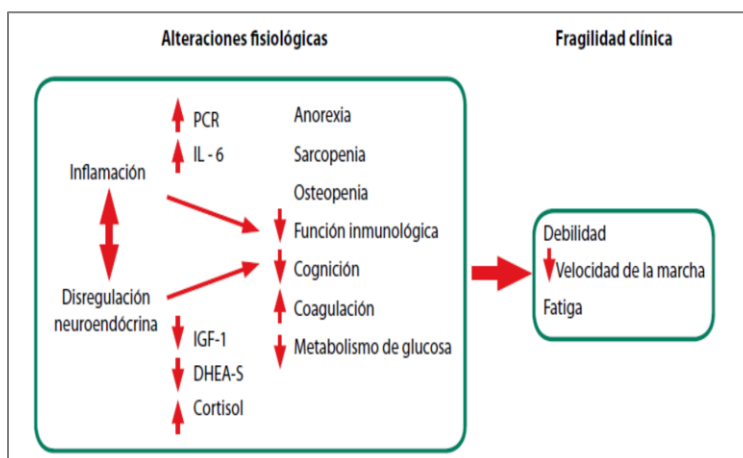 Alteraciones fisiológicas
Fragilidad clínica
PCR
IL - 6
Inflamación
Disregulación
neuroendócrina
IGF-1
DHEA-S
Cortisol
Anorexia
Sarcopenia
Osteopenia
Función inmunológica
Cognición
Coagulación
Metabolismo de glucosa
Debilidad
Velocidad de la marcha
Fatiga